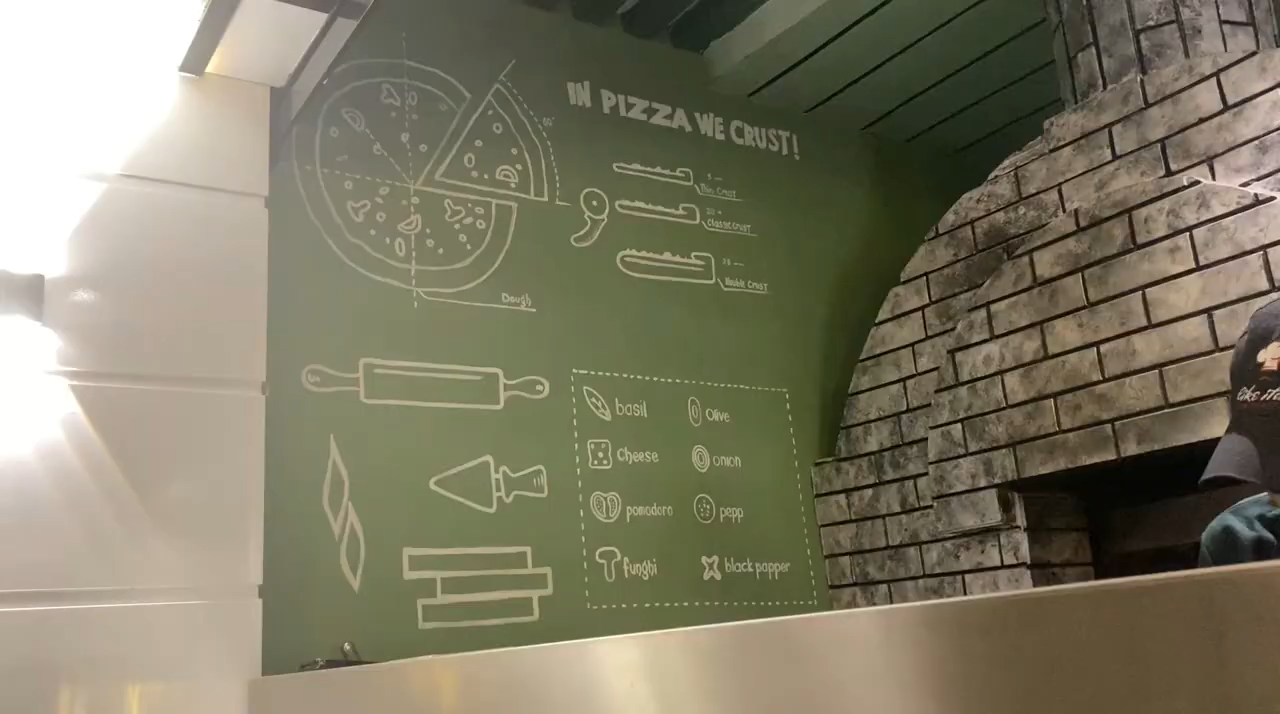 IN PIZZA WE CRUST!
Thin Crust
Classic crust
Double Crust
Dough
basil
Olive
Cheese
onion
pomodoro
pepp
funghi
black papper
like